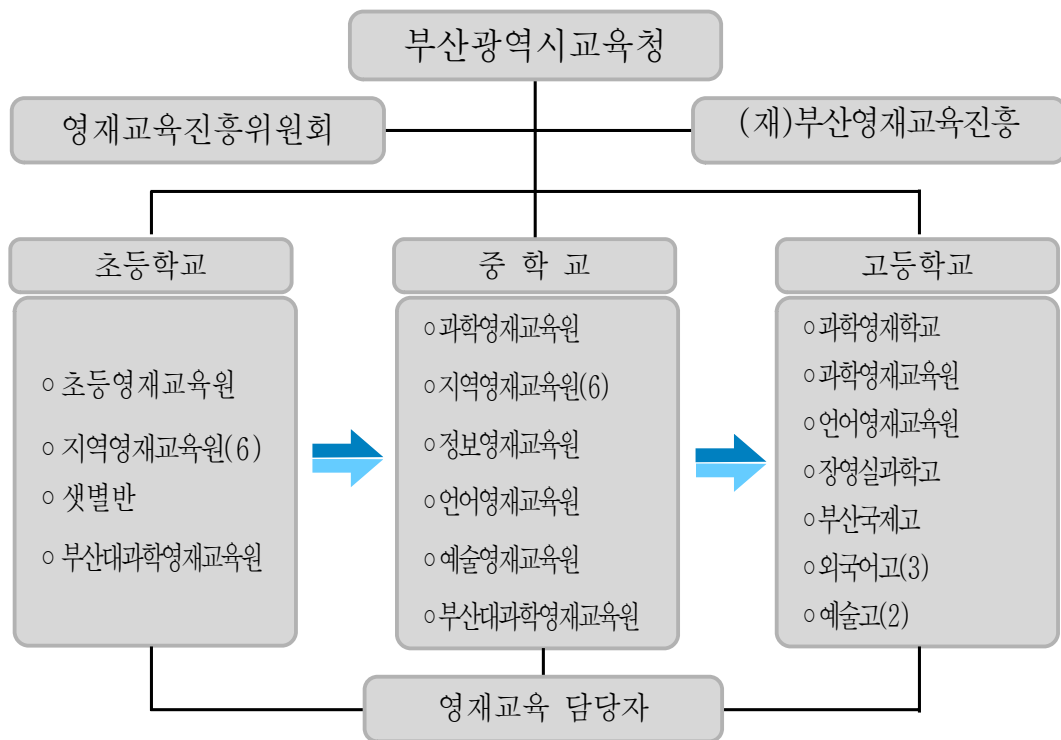 부산광역시교육청
영재교육진흥위원회
(재)부산영재교육진흥
초등학교
○ 초등영재교육원
○ 지역영재교육원(6)
○ 샛별반
○ 부산대과학영재교육원
중 학 교
○과학영재교육원
○지역영재교육원(6)
○정보영재교육원
○언어영재교육원
○예술영재교육원
○부산대과학영재교육원
고등학교
○과학영재학교
○과학영재교육원
○언어영재교육원
○장영실과학고
○부산국제고
○외국어고(3)
○예술고(2)
영재교육 담당자